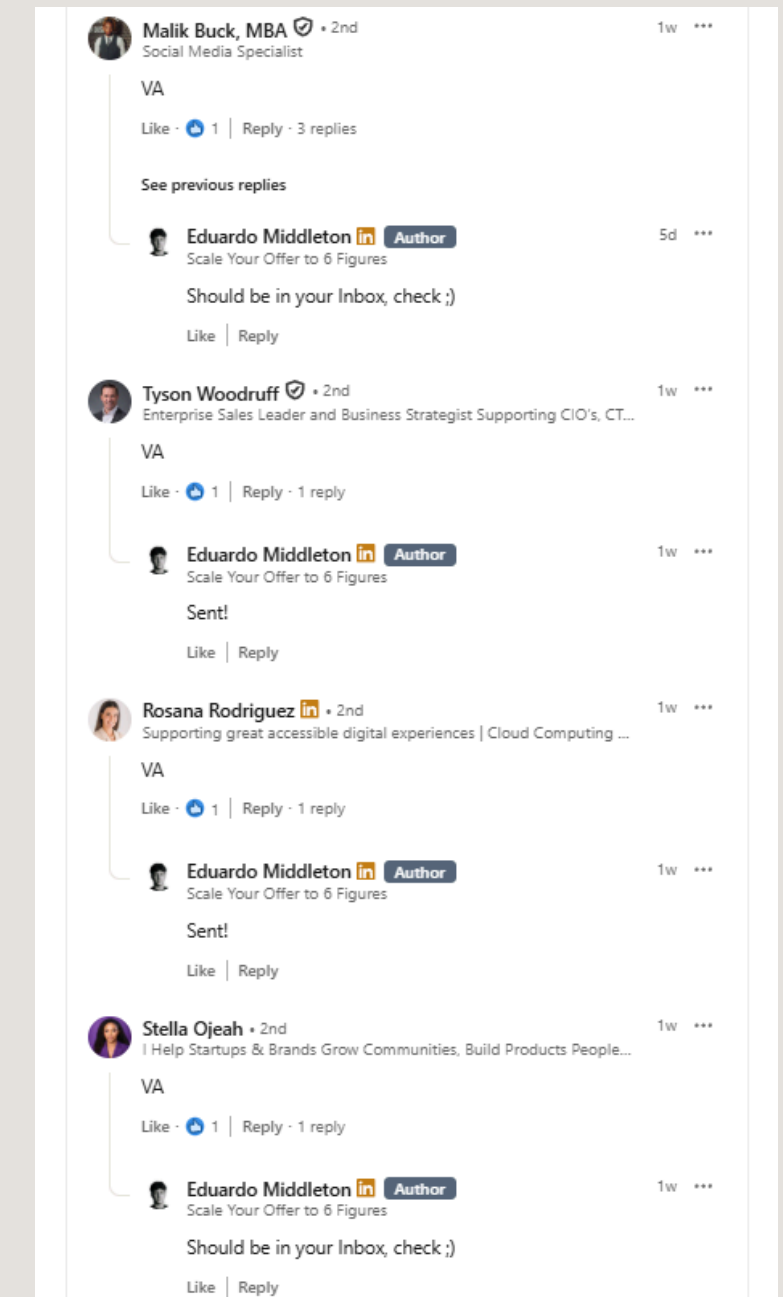 Malik Buck, MBA • 2nd 1w •••
Social Media Specialist
VA
Like · 1 | Reply · 3 replies
See previous replies
Eduardo Middleton in Author 5d •••
Scale Your Offer to 6 Figures
Should be in your Inbox, check ;)
Like | Reply
Tyson Woodruff • 2nd 1w •••
Enterprise Sales Leader and Business Strategist Supporting CIO's, CT...
VA
Like · 1 | Reply · 1 reply
Eduardo Middleton in Author 1w •••
Scale Your Offer to 6 Figures
Sent!
Like | Reply
Rosana Rodriguez in • 2nd 1w •••
Supporting great accessible digital experiences | Cloud Computing ...
VA
Like · 1 | Reply · 1 reply
Eduardo Middleton in Author 1w •••
Scale Your Offer to 6 Figures
Sent!
Like | Reply
Stella Ojeah • 2nd 1w •••
I Help Startups & Brands Grow Communities, Build Products People...
VA
Like · 1 | Reply · 1 reply
Eduardo Middleton in Author 1w •••
Scale Your Offer to 6 Figures
Should be in your Inbox, check ;)
Like | Reply